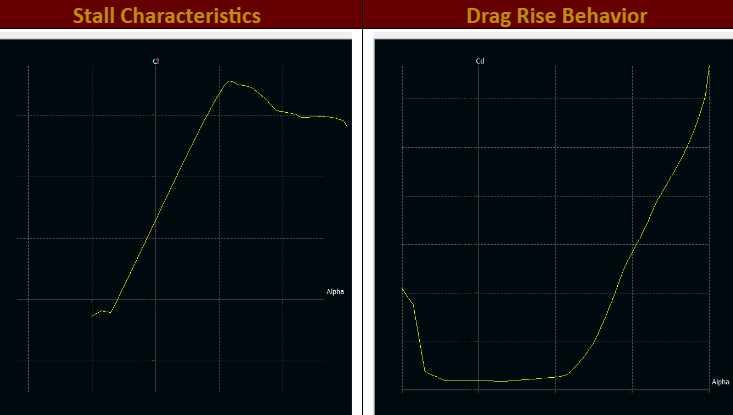 Stall Characteristics
Drag Rise Behavior
Cl
Alpha
Cd
Alpha